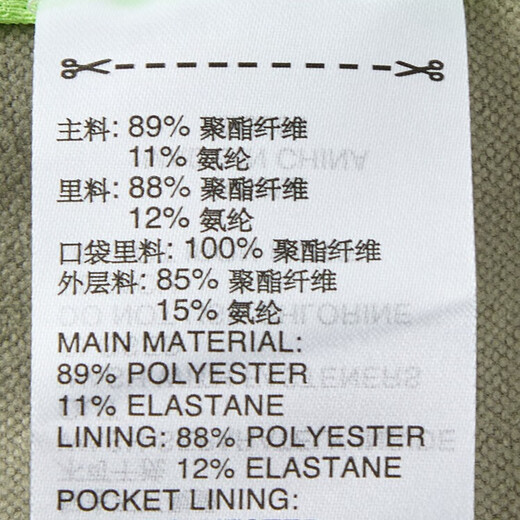 主料: 89% 聚酯纤维
11% 氨纶
里料: 88% 聚酯纤维
12% 氨纶
口袋里料: 100% 聚酯纤维
外层料: 85% 聚酯纤维
15% 氨纶
MAIN MATERIAL:
89% POLYESTER
11% ELASTANE
LINING: 88% POLYESTER
12% ELASTANE
POCKET LINING: